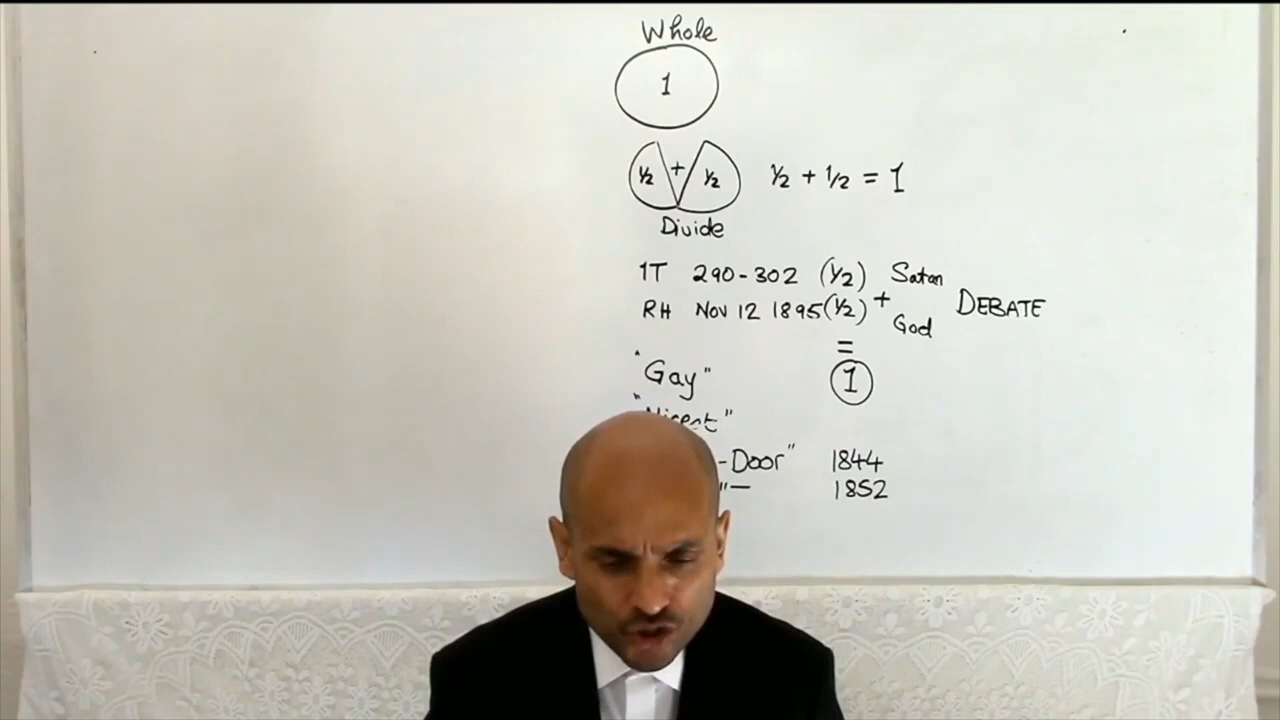 Whole
1
½ + ½ ½ + 1/2 = 1
Divide
1T 290-302 (½) Satan
RH Nov 12 1895 (½) + God DEBATE
=
"Gay" 1
-Door" 1844
"— 1852